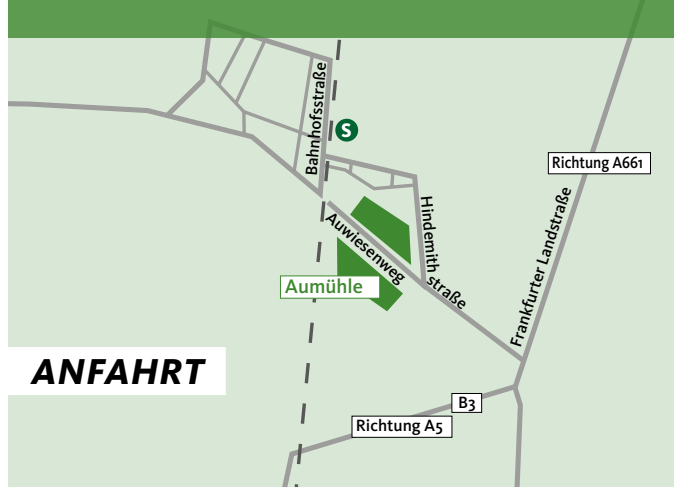 Bahnhofsstraße
S
Richtung A661
Hindemith straße
Frankfurter Landstraße
Auwiesenweg
Aumühle
ANFAHRT
B3
Richtung A5